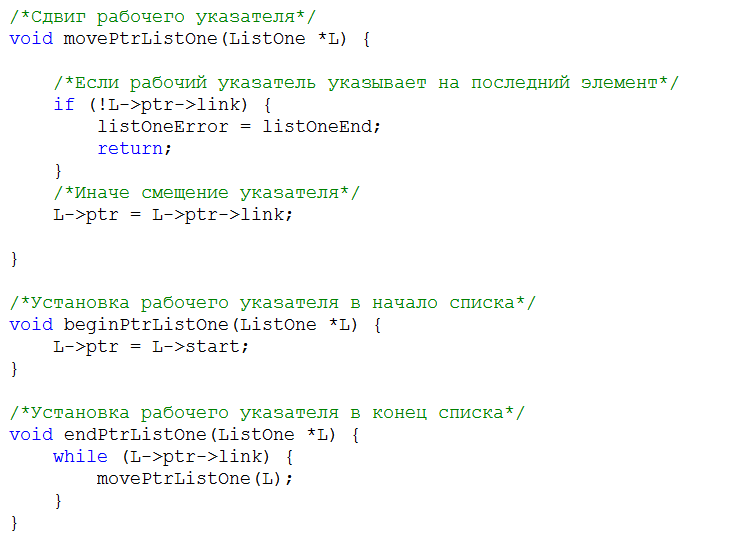 /*Сдвиг рабочего указателя*/
void movePtrListOne(ListOne *L) {
/*Если рабочий указатель указывает на последний элемент*/
if (!L->ptr->link) {
listOneError = listOneEnd;
return;
}
/*Иначе смещение указателя*/
L->ptr = L->ptr->link;
}
/*Установка рабочего указателя в начало списка*/
void beginPtrListOne(ListOne *L) {
L->ptr = L->start;
}
/*Установка рабочего указателя в конец списка*/
void endPtrListOne(ListOne *L) {
while (L->ptr->link) {
movePtrListOne(L);
}
}